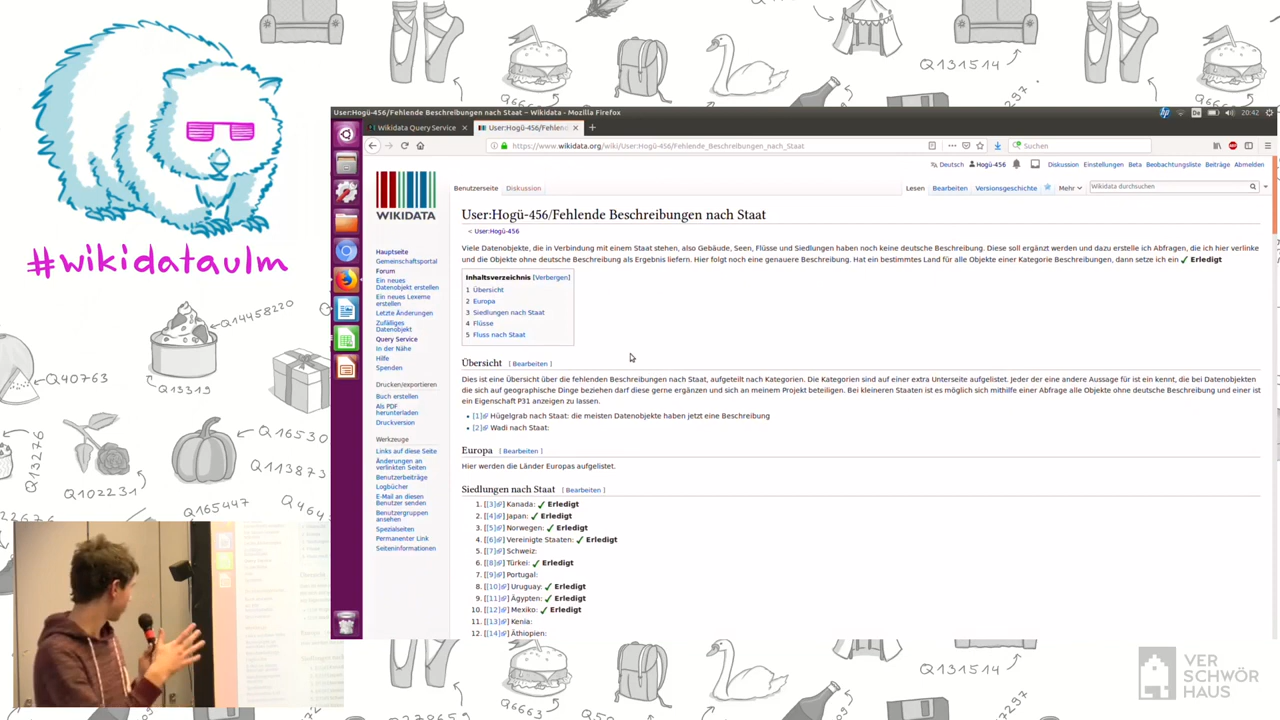 #wikidataulm
Q14458220
Q40763
Q13319
Q16530
Q13276
Q113873
Q102231
Q165447
Q131514
Q6663
Q131514
VER
SCHWÖR
HAUS
User:Hogü-456/Fehlende Beschreibungen nach Staat – Wikidata - Mozilla Firefox
De
20:42
Wikidata Query Service
User:Hogü-456/Fehlen
https://www.wikidata.org/wiki/User:Hogü-456/Fehlende_Beschreibungen_nach_Staat
Suchen
Deutsch Hogü-456 Diskussion Einstellungen Beta Beobachtungsliste Beiträge Abmelden
WIKIDATA
Benutzerseite Diskussion Lesen Bearbeiten Versionsgeschichte Mehr Wikidata durchsuchen
Hauptseite
Gemeinschaftsportal
Forum
Ein neues
Datenobjekt erstellen
Ein neues Lexeme
erstellen
Letzte Änderungen
Zufälliges
Datenobjekt
Query Service
In der Nähe
Hilfe
Spenden
Drucken/exportieren
Buch erstellen
Als PDF
herunterladen
Druckversion
Werkzeuge
Links auf diese Seite
Änderungen an
verlinkten Seiten
Benutzerbeiträge
Logbücher
E-Mail an diesen
Benutzer senden
Benutzergruppen
ansehen
Spezialseiten
Permanenter Link
Seiteninformationen
User:Hogü-456/Fehlende Beschreibungen nach Staat
< User:Hogü-456
Viele Datenobjekte, die in Verbindung mit einem Staat stehen, also Gebäude, Seen, Flüsse und Siedlungen haben noch keine deutsche Beschreibung. Diese soll ergänzt werden und dazu erstelle ich Abfragen, die ich hier verlinke
und die Objekte ohne deutsche Beschreibung als Ergebnis liefern. Hier folgt noch eine genauere Beschreibung. Hat ein bestimmtes Land für alle Objekte einer Kategorie Beschreibungen, dann setze ich ein ✓ Erledigt
Inhaltsverzeichnis [Verbergen]
1 Übersicht
2 Europa
3 Siedlungen nach Staat
4 Flüsse
5 Fluss nach Staat
Übersicht [ Bearbeiten ]
Dies ist eine Übersicht über die fehlenden Beschreibungen nach Staat, aufgeteilt nach Kategorien. Die Kategorien sind auf einer extra Unterseite aufgelistet. Jeder der eine andere Aussage für ist ein kennt, die bei Datenobjekten
die sich auf geographische Dinge beziehen darf diese gerne ergänzen und sich an meinem Projekt beteiligen. Bei kleineren Staaten ist es möglich sich mithilfe einer Abfrage alle Objekte ohne deutsche Beschreibung und einer ist
ein Eigenschaft P31 anzeigen zu lassen.
• [1] Hügelgrab nach Staat: die meisten Datenobjekte haben jetzt eine Beschreibung
• [2] Wadi nach Staat:
Europa [ Bearbeiten ]
Hier werden die Länder Europas aufgelistet.
Siedlungen nach Staat [ Bearbeiten ]
1. [[3] ] Kanada: ✓ Erledigt
2. [[4] ] Japan: ✓ Erledigt
3. [[5] ] Norwegen: ✓ Erledigt
4. [[6] ] Vereinigte Staaten: ✓ Erledigt
5. [[7] ] Schweiz:
6. [[8] ] Türkei: ✓ Erledigt
7. [[9] ] Portugal:
8. [[10] ] Uruguay: ✓ Erledigt
9. [[11] ] Ägypten: ✓ Erledigt
10. [[12] ] Mexiko: ✓ Erledigt
11. [[13] ] Kenia:
12. [[14] ] Äthiopien: